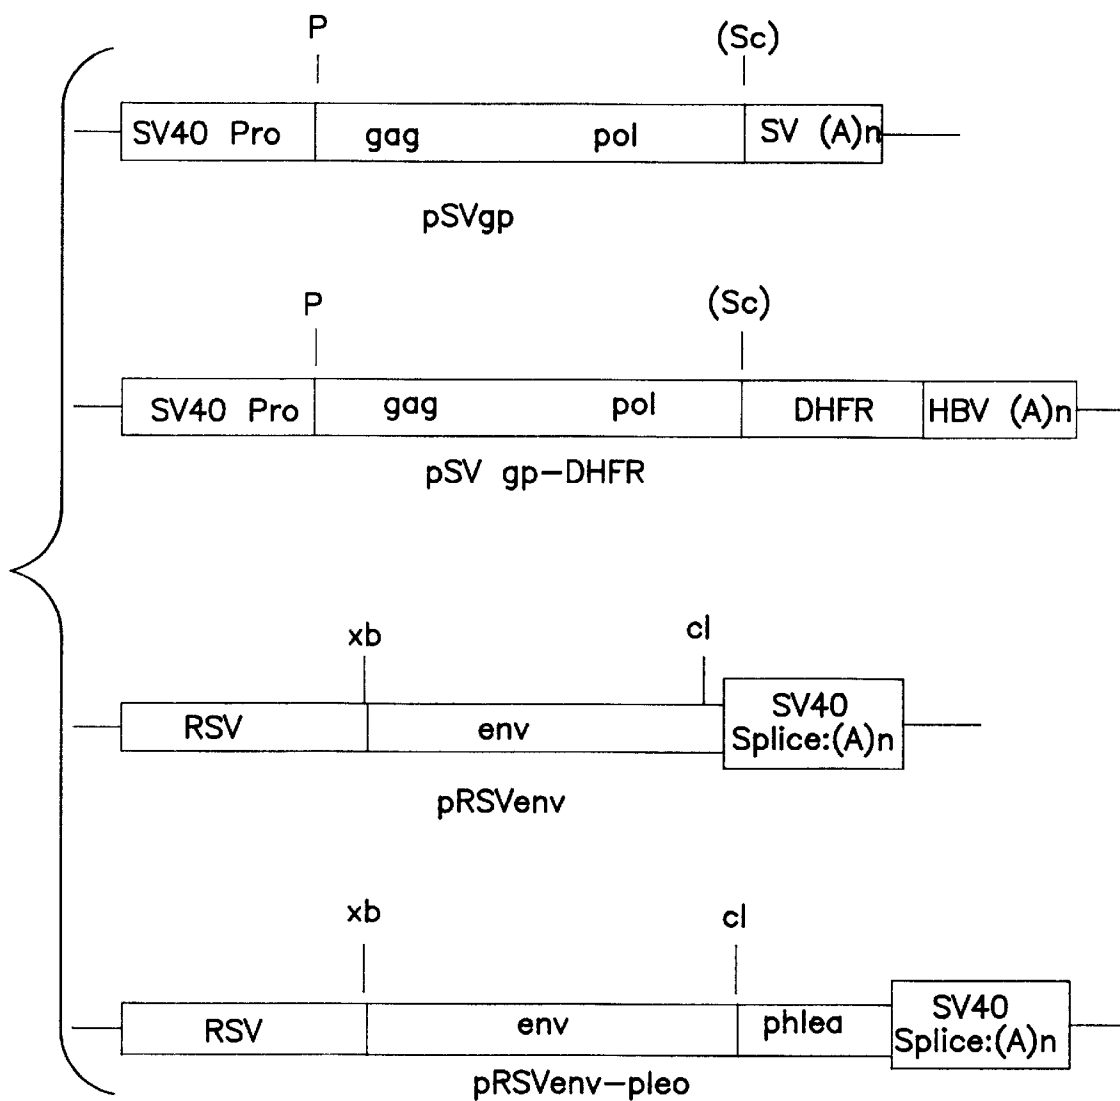 P (Sc)
SV40 Pro gag pol SV (A)n
pSVgp
P (Sc)
SV40 Pro gag pol DHFR HBV (A)n
pSV gp-DHFR
xb cl
RSV env SV40
Splice:(A)n
pRSVenv
xb cl
RSV env phlea SV40
Splice:(A)n
pRSVenv-pleo